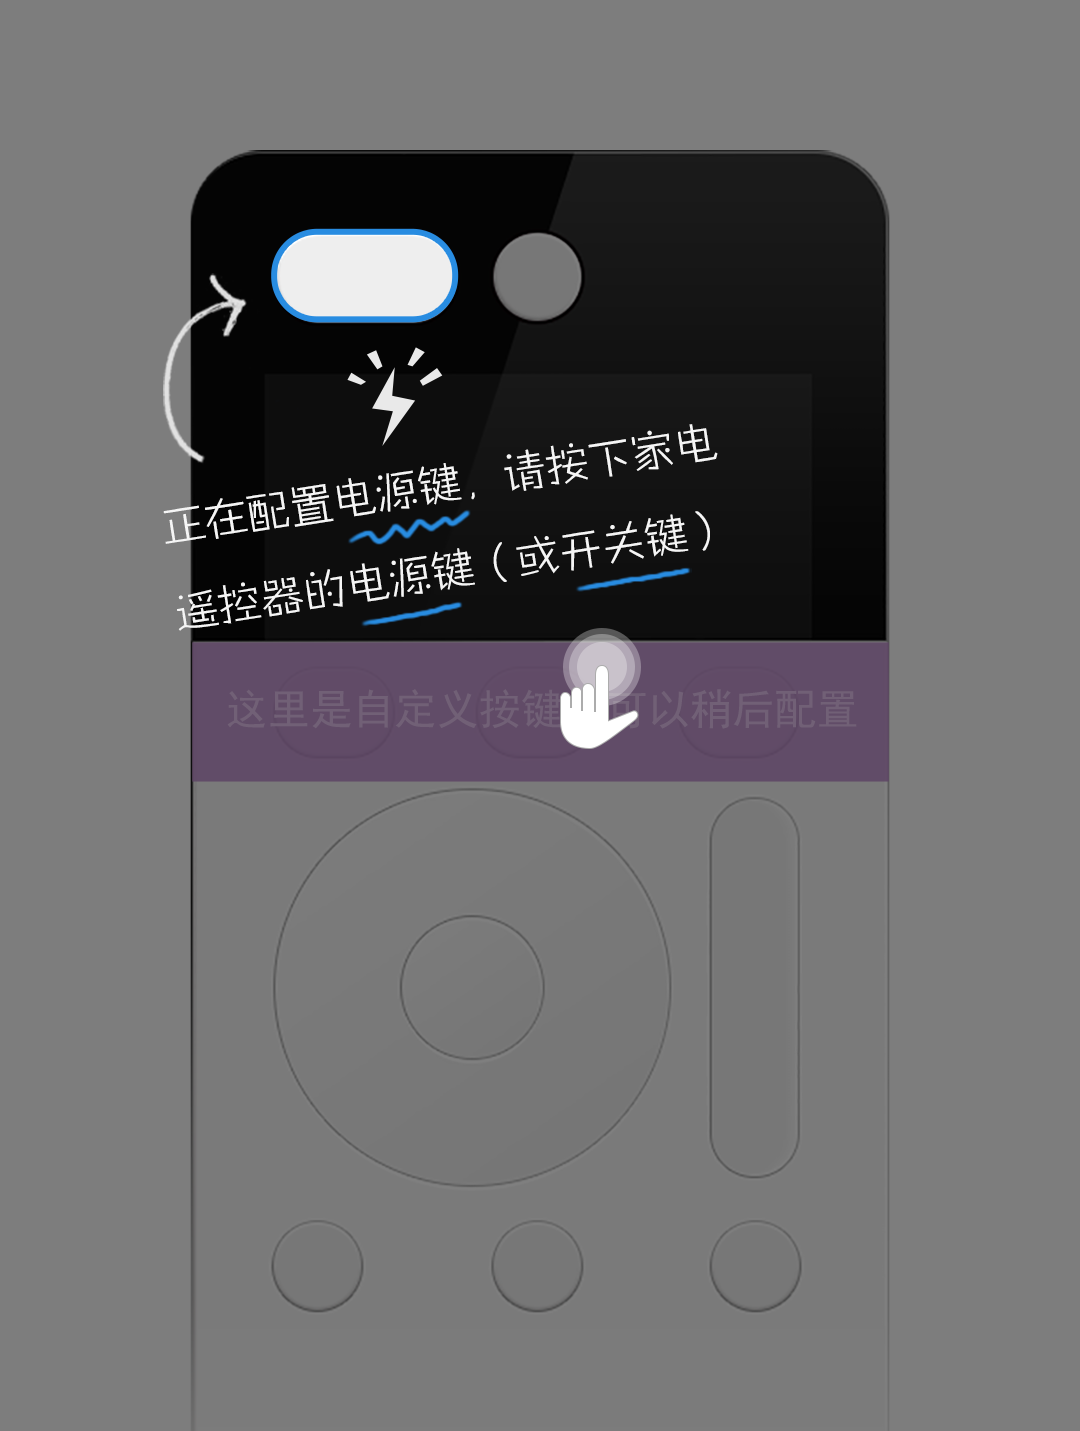 正在配置电源键，请按下家电
遥控器的电源键（或开关键）
这里是自定义按键 可以稍后配置